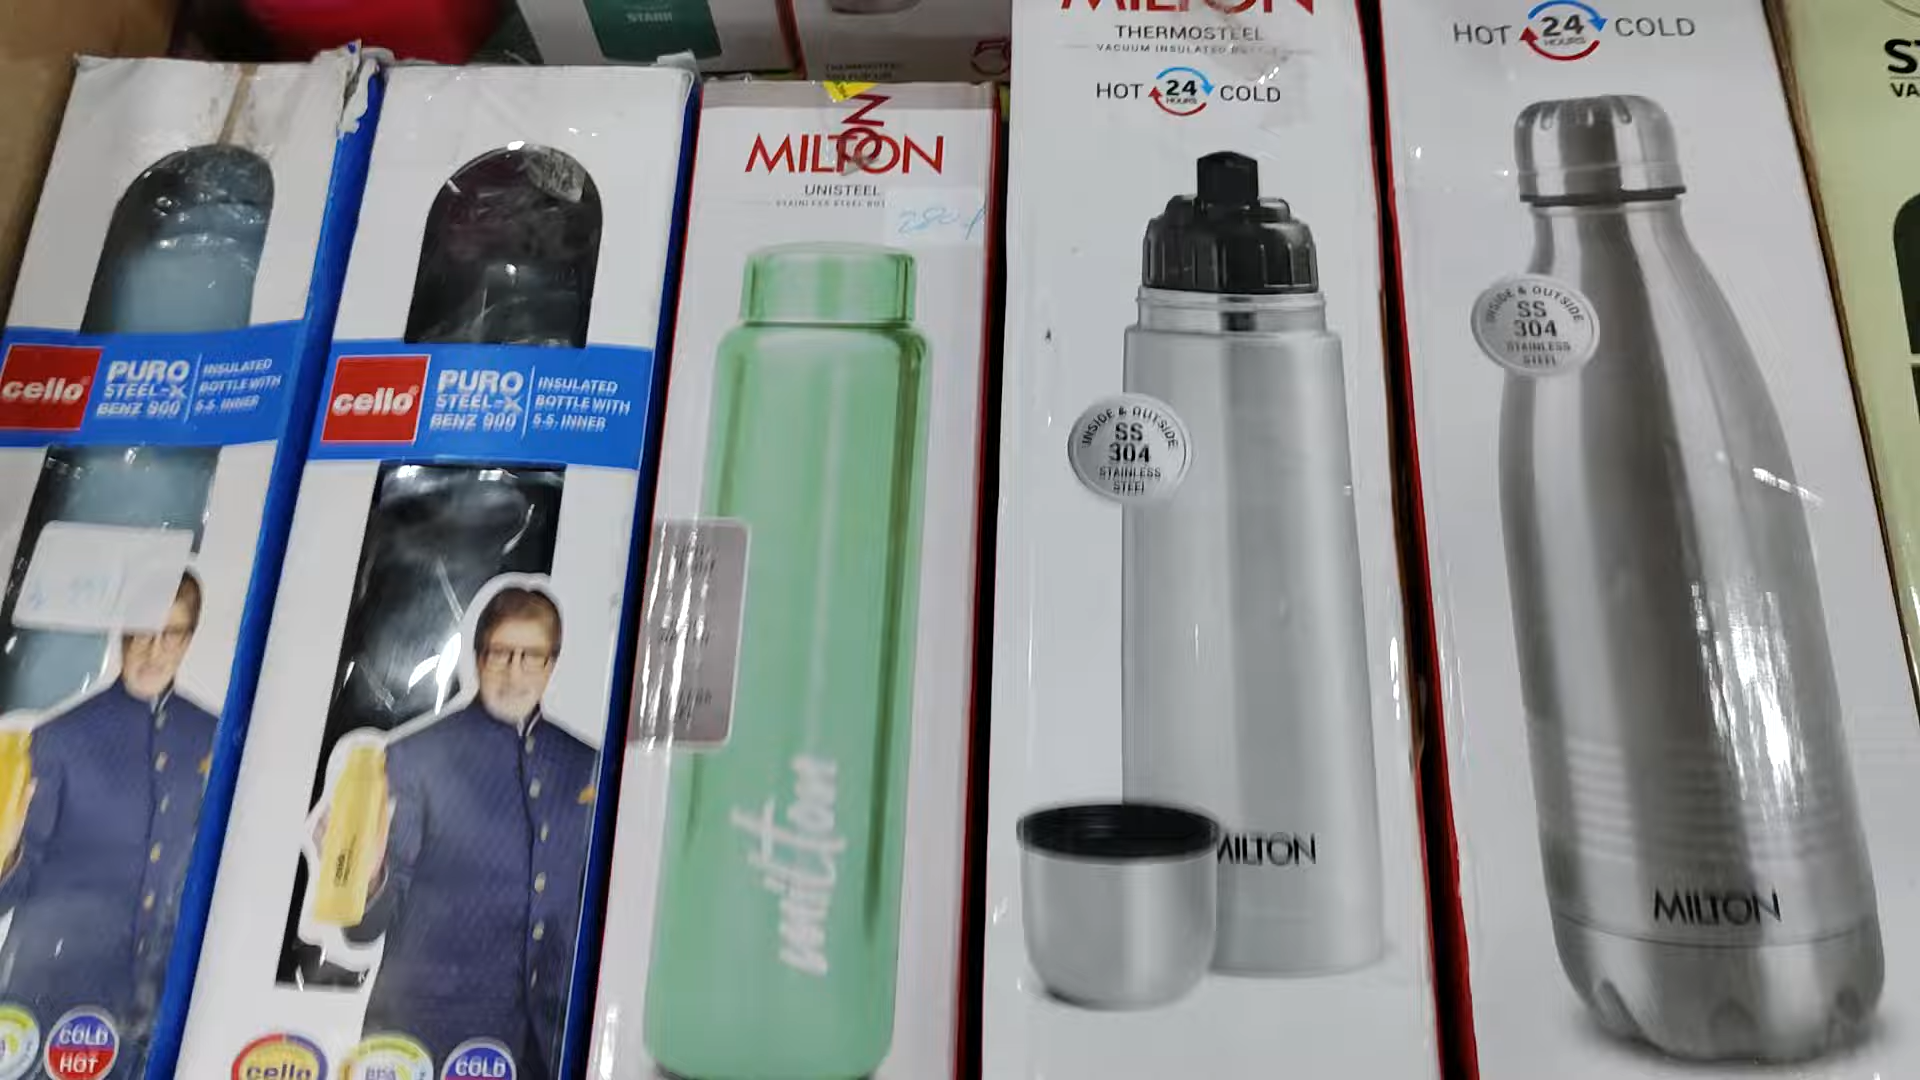 STARK
cello
PURO
STEEL-X
BENZ 900
INSULATED
BOTTLE WITH
S.S. INNER
COLD
HOT
cello
PURO
STEEL-X
BENZ 900
INSULATED
BOTTLE WITH
S.S. INNER
cello
COLD
MILTON
UNISTEEL
milton
MILTON
THERMOSTEEL
VACUUM INSULATED BOTTLE
HOT 24 HOURS COLD
INSIDE & OUTSIDE
SS
304
STAINLESS
STEEL
MILTON
HOT 24 HOURS COLD
INSIDE & OUTSIDE
SS
304
STAINLESS
STEEL
MILTON
VA